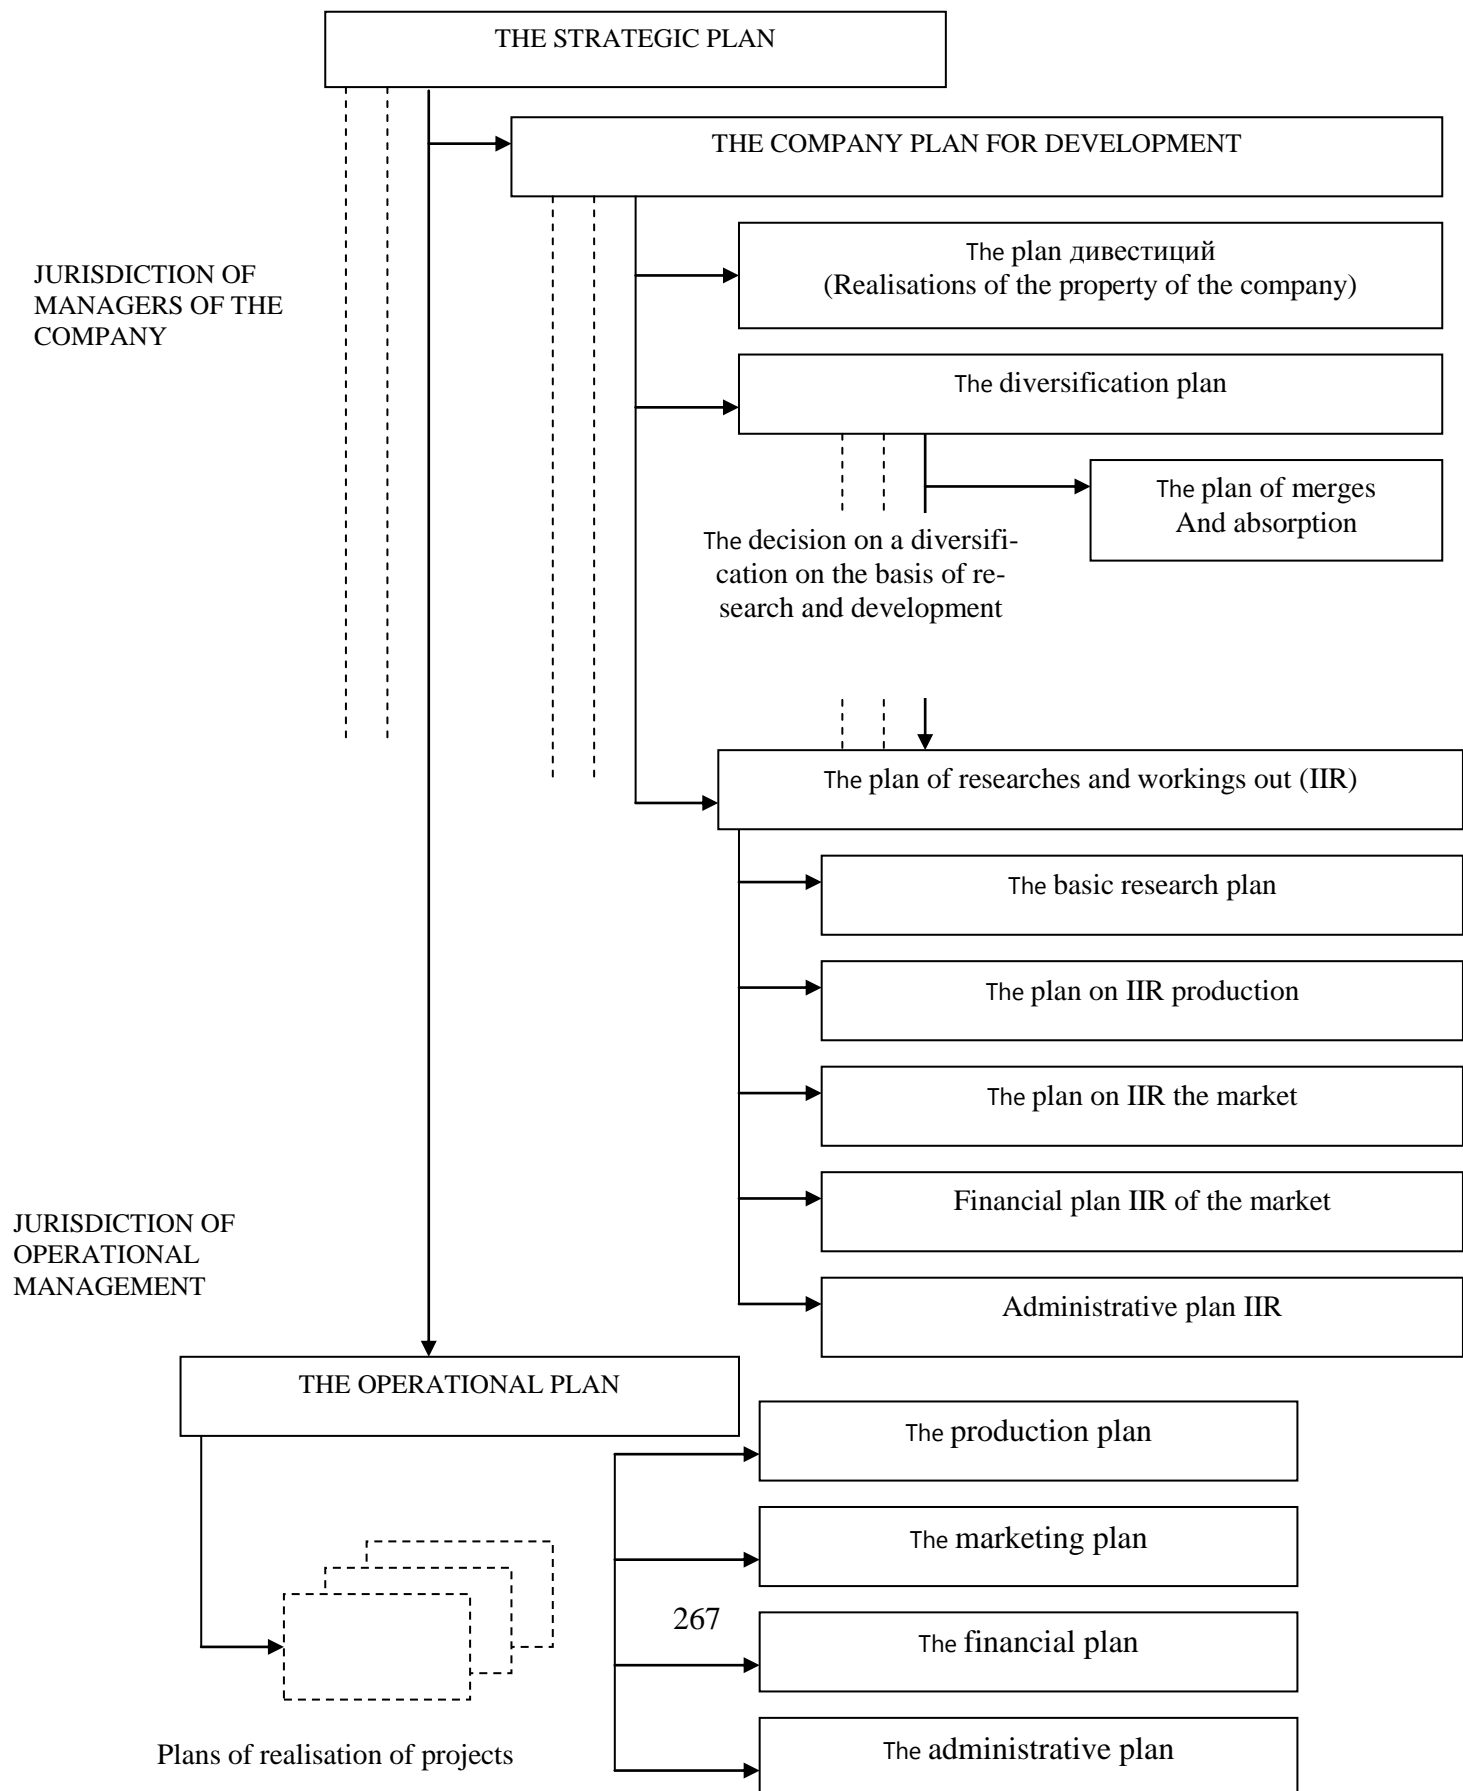 THE STRATEGIC PLAN
THE COMPANY PLAN FOR DEVELOPMENT
The plan дивестиций
(Realisations of the property of the company)
JURISDICTION OF
MANAGERS OF THE
COMPANY
The diversification plan
The plan of merges
And absorption
The decision on a diversifi-
cation on the basis of re-
search and development
The plan of researches and workings out (IIR)
The basic research plan
The plan on IIR production
The plan on IIR the market
Financial plan IIR of the market
JURISDICTION OF
OPERATIONAL
MANAGEMENT
Administrative plan IIR
THE OPERATIONAL PLAN
The production plan
The marketing plan
267
The financial plan
The administrative plan
Plans of realisation of projects